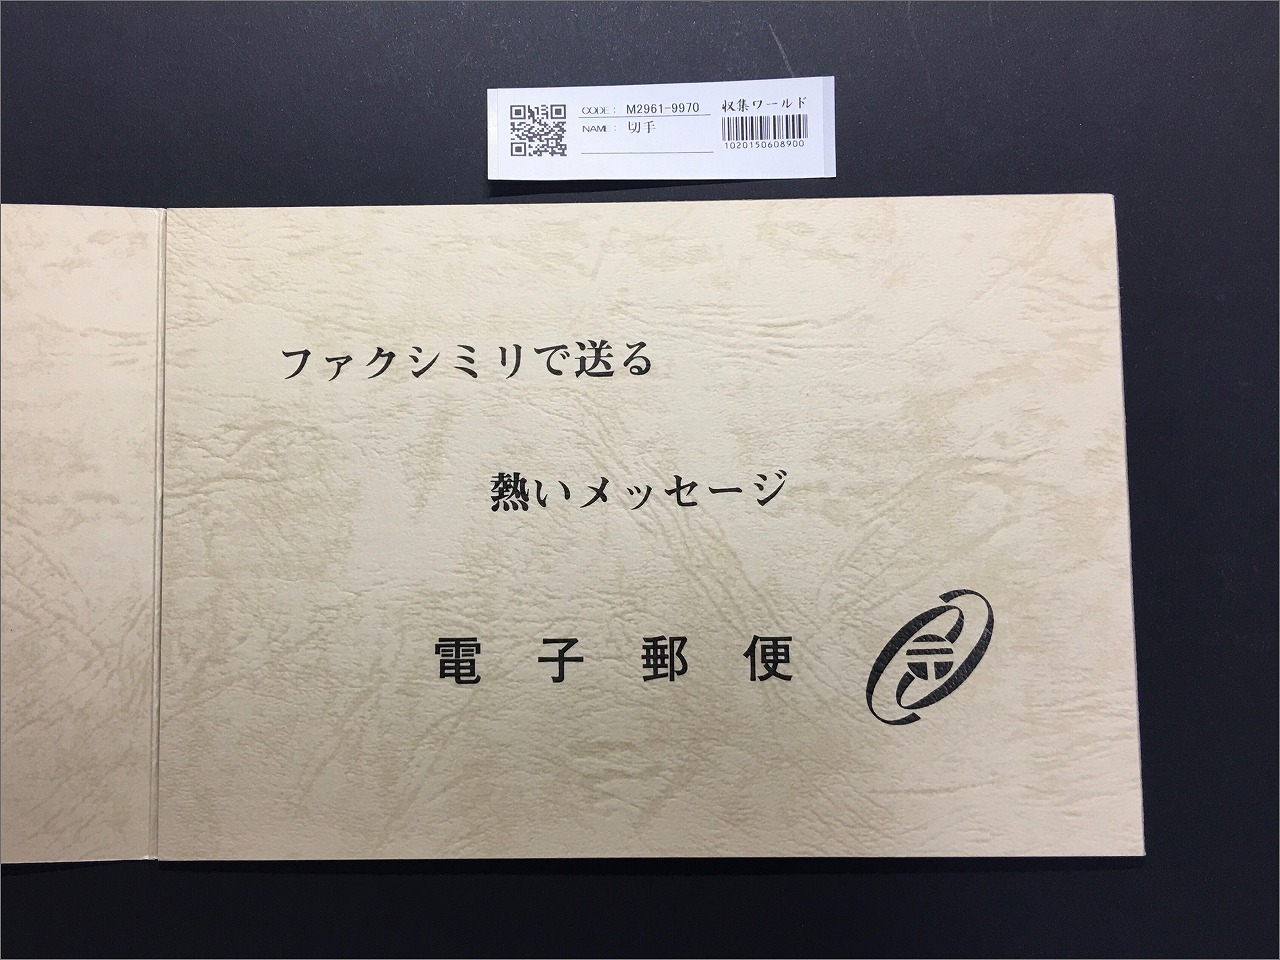 CODE: M2961-9970
NAME: 切手
収集ワールド
1020150608900
ファクシミリで送る
熱いメッセージ
電子郵便